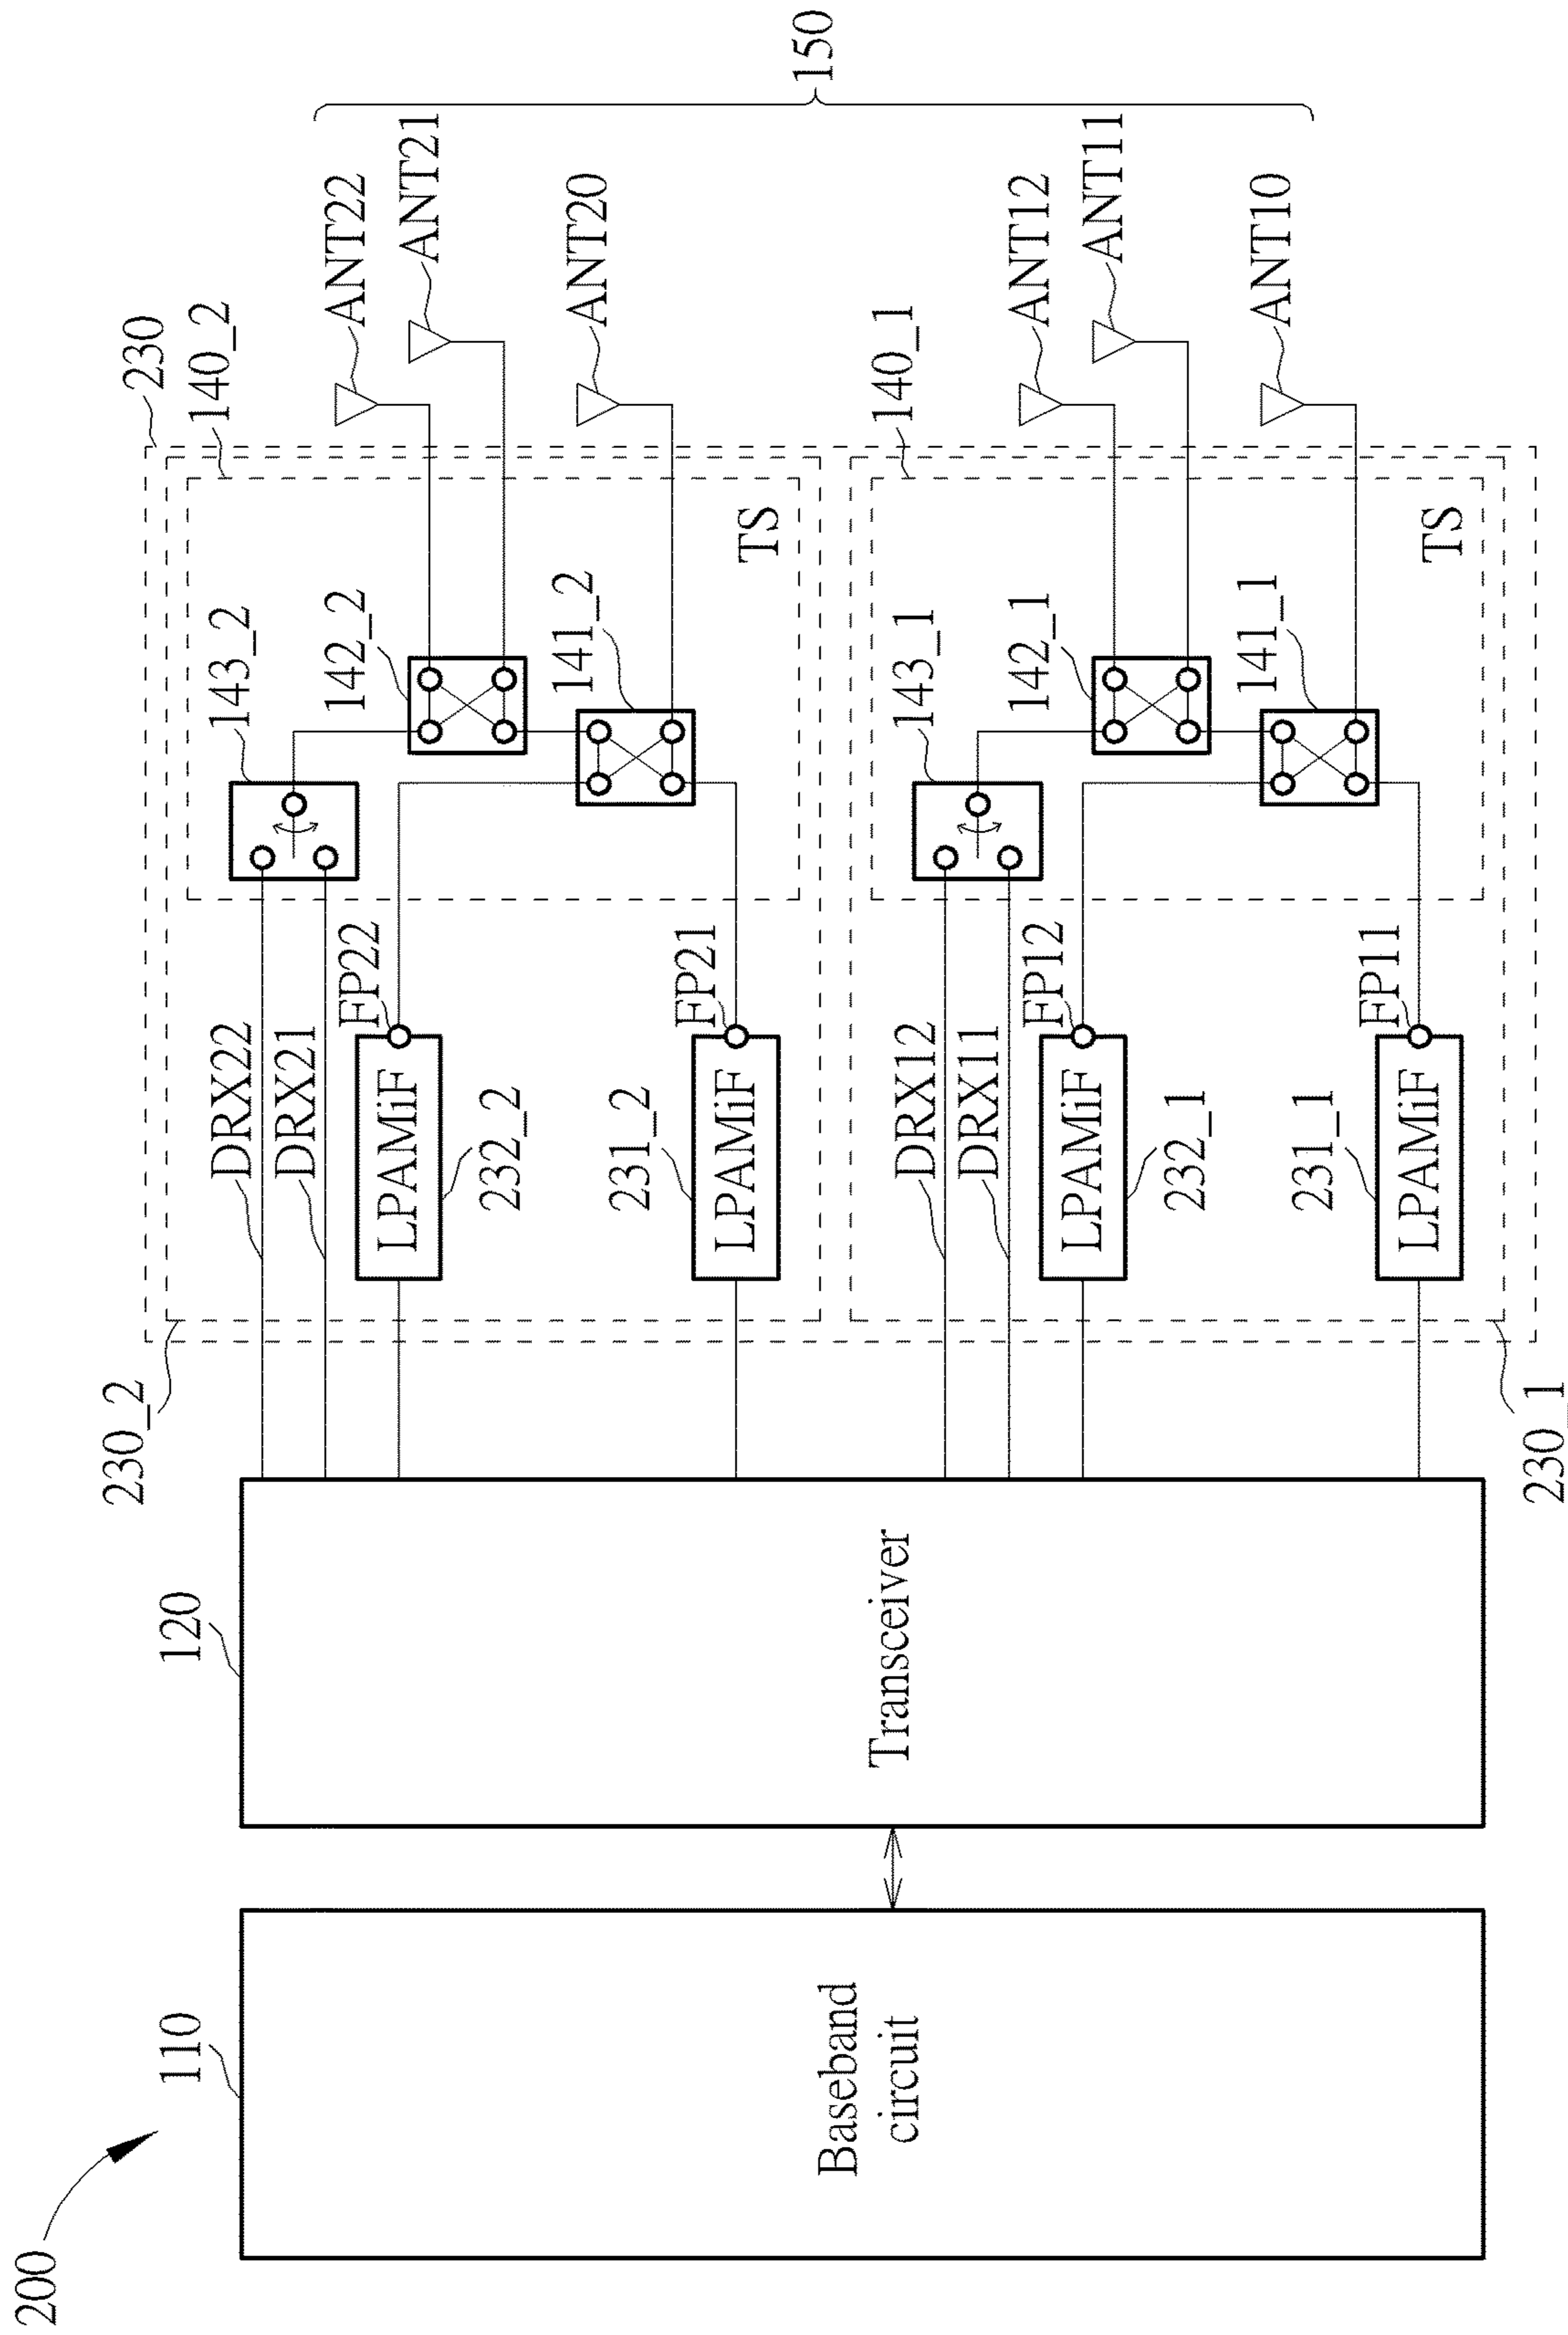 200
110
Baseband
circuit
120
Transceiver
230
230_2
140_2
DRX22
DRX21
143_2
142_2
ANT22
ANT21
FP22
LPAMiF
232_2
141_2
ANT20
231_2
FP21
LPAMiF
TS
150
140_1
DRX12
DRX11
143_1
142_1
ANT12
ANT11
FP12
LPAMiF
232_1
141_1
ANT10
231_1
FP11
LPAMiF
TS
230_1